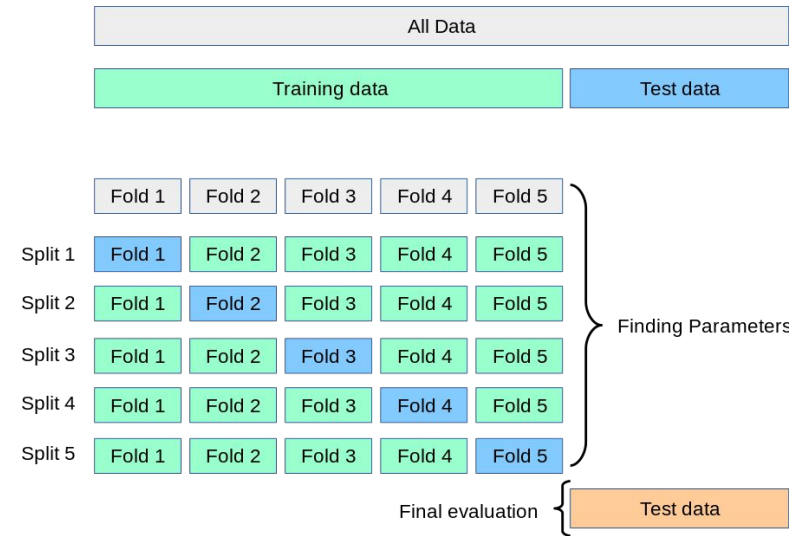 All Data
Training data Test data
Fold 1 Fold 2 Fold 3 Fold 4 Fold 5
Split 1 Fold 1 Fold 2 Fold 3 Fold 4 Fold 5
Split 2 Fold 1 Fold 2 Fold 3 Fold 4 Fold 5
Finding Parameters
Split 3 Fold 1 Fold 2 Fold 3 Fold 4 Fold 5
Split 4 Fold 1 Fold 2 Fold 3 Fold 4 Fold 5
Split 5 Fold 1 Fold 2 Fold 3 Fold 4 Fold 5
Final evaluation Test data